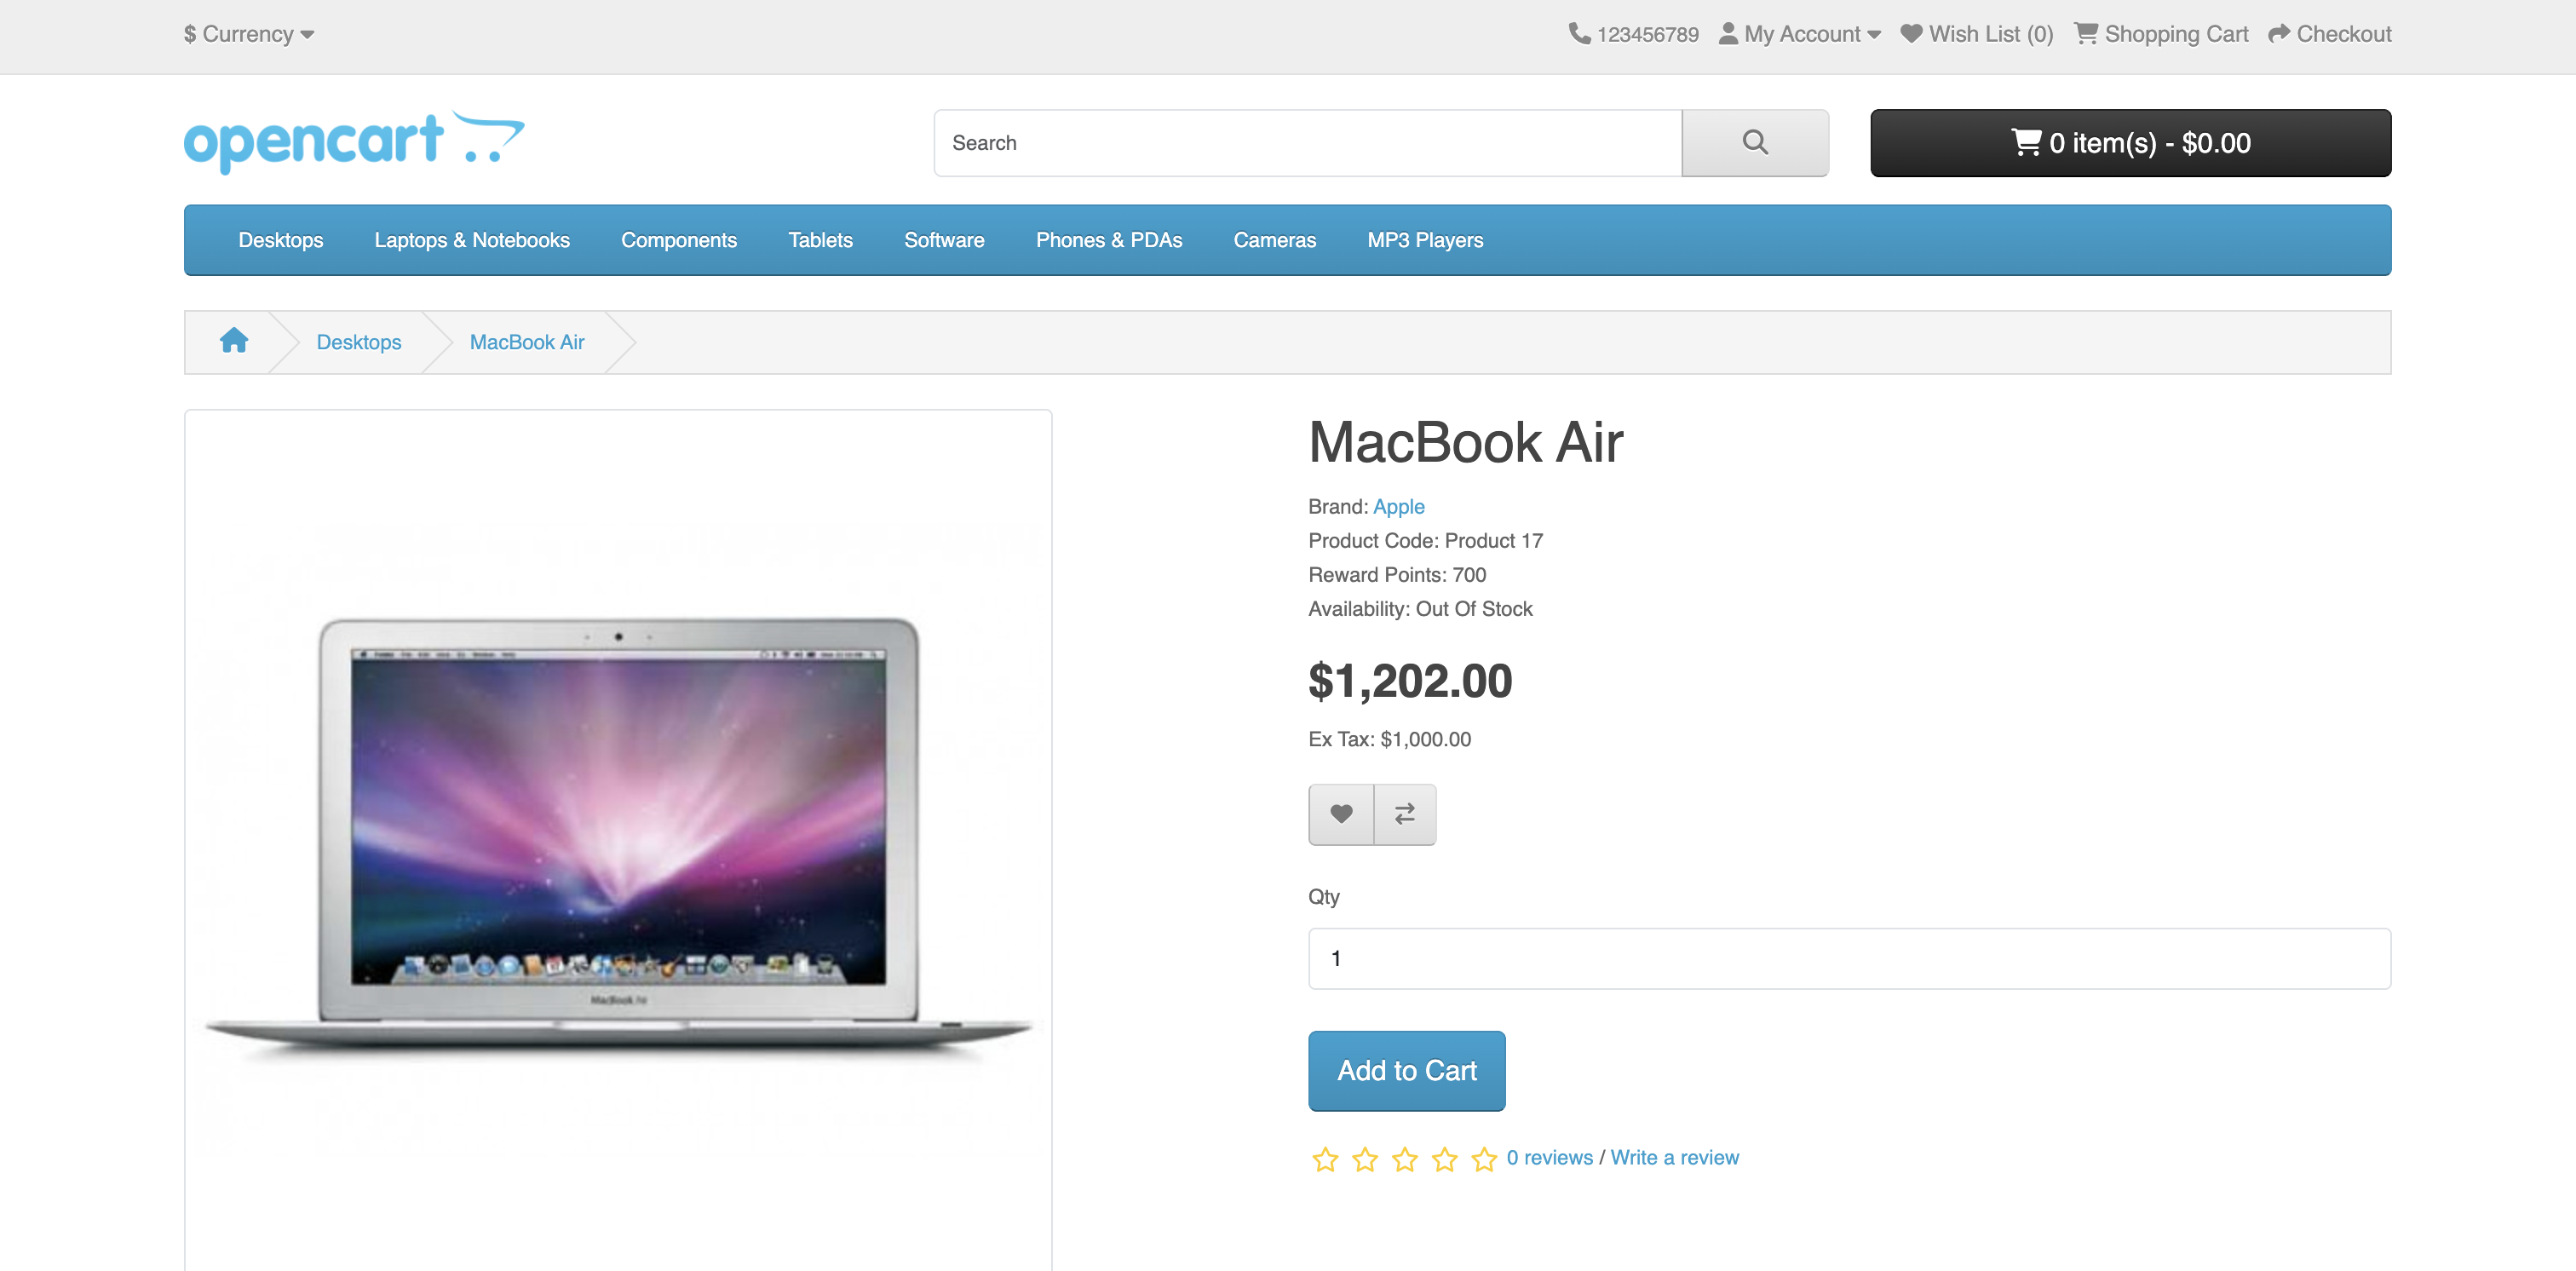 $ Currency
123456789 My Account Wish List (0) Shopping Cart Checkout
opencart
Search
0 item(s) - $0.00
Desktops Laptops & Notebooks Components Tablets Software Phones & PDAs Cameras MP3 Players
Desktops MacBook Air
MacBook Air
Brand: Apple
Product Code: Product 17
Reward Points: 700
Availability: Out Of Stock
$1,202.00
Ex Tax: $1,000.00
Qty
1
Add to Cart
0 reviews / Write a review
MacBook Air